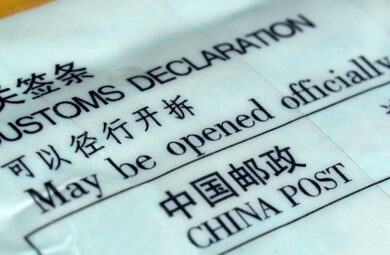 关签条
CUSTOMS DECLARATION
可以径行开拆
May be opened officially
中国邮政
CHINA POST